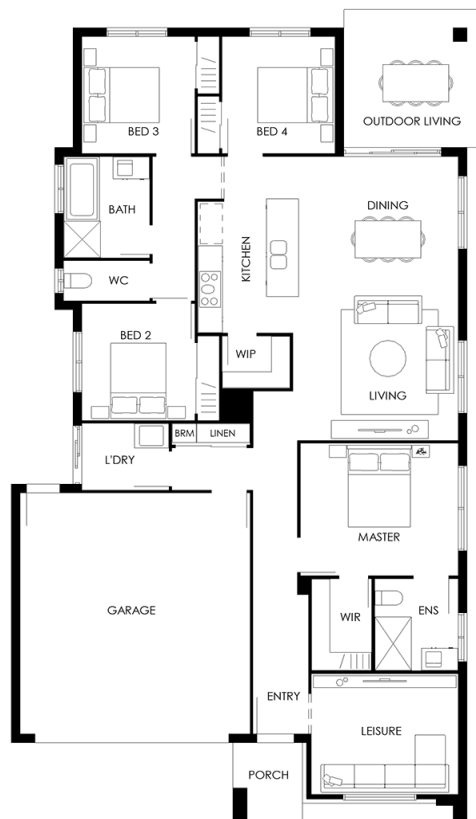 OUTDOOR LIVING
BED 3
BED 4
BATH
DINING
KITCHEN
WC
BED 2
WIP
LIVING
BRM
LINEN
L'DRY
MASTER
GARAGE
WIR
ENS
ENTRY
LEISURE
PORCH